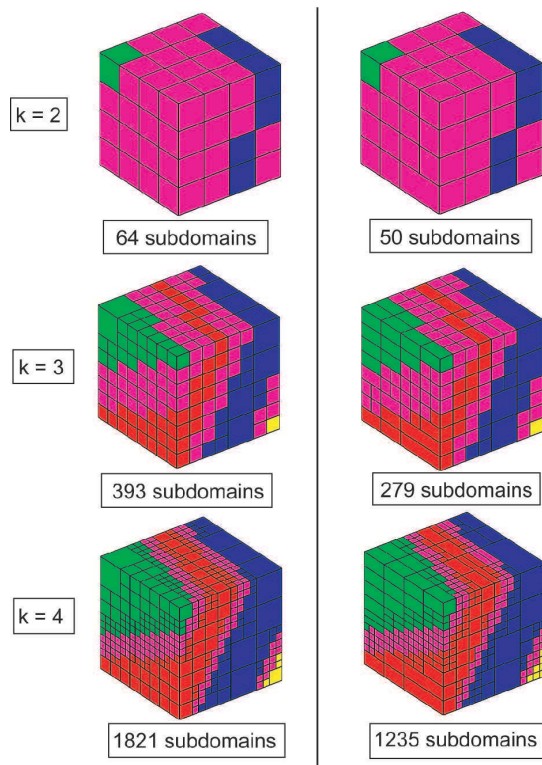 k = 2
64 subdomains
50 subdomains
k = 3
393 subdomains
279 subdomains
k = 4
1821 subdomains
1235 subdomains